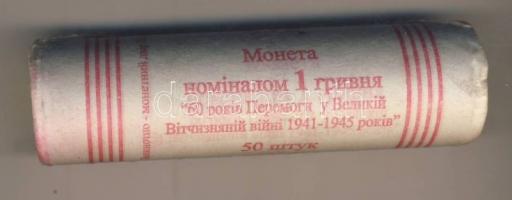 Монета
номіналом 1 гривня
"60 років Перемоги у Великій
Вітчизняній війні 1941-1945 років"
50 штук